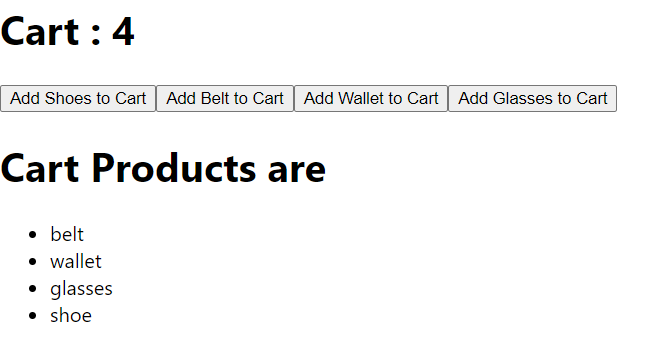 Cart : 4
Add Shoes to Cart Add Belt to Cart Add Wallet to Cart Add Glasses to Cart
Cart Products are
belt
wallet
glasses
shoe